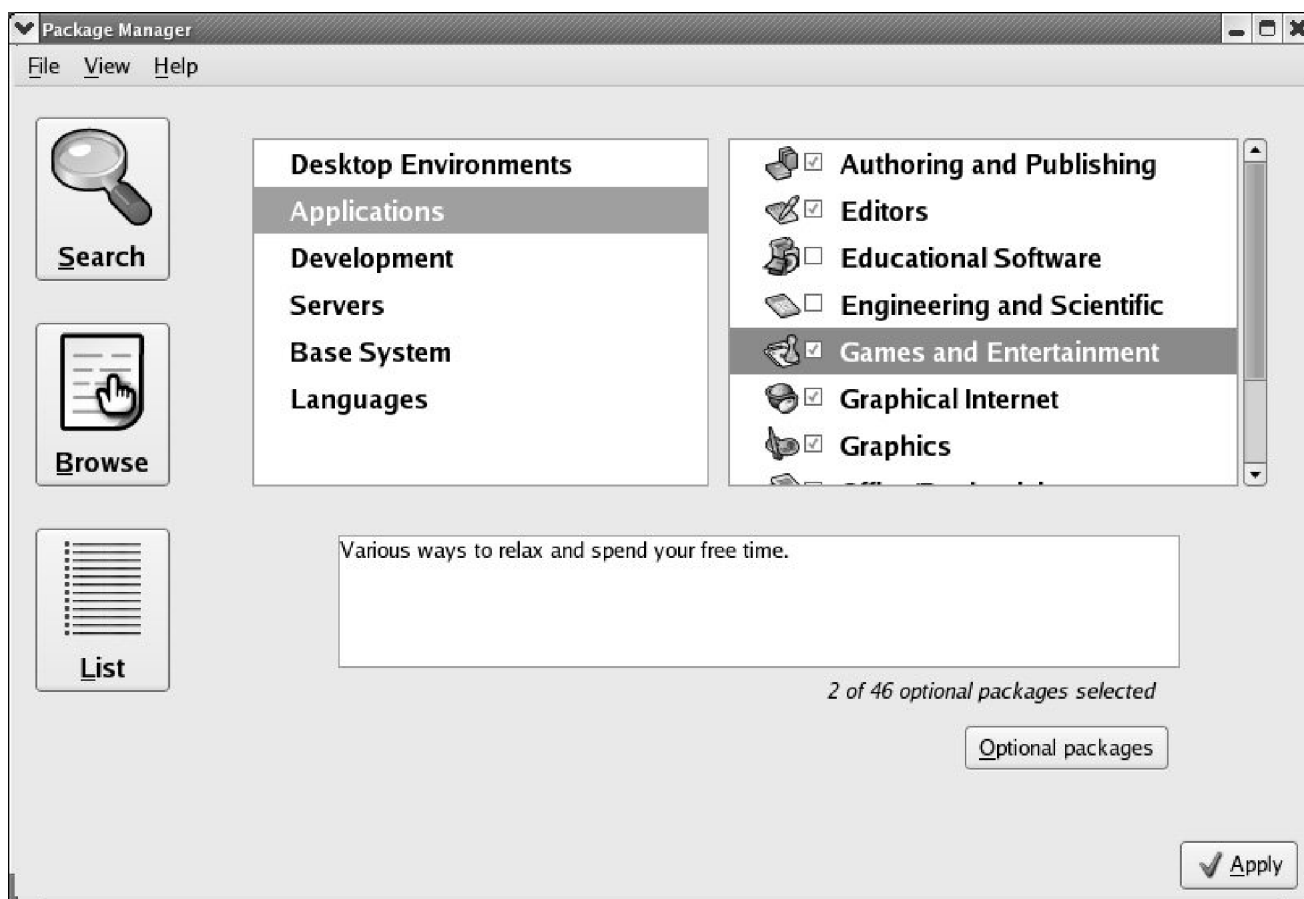 Package Manager
File View Help
Search
Browse
List
Desktop Environments
Applications
Development
Servers
Base System
Languages
Authoring and Publishing
Editors
Educational Software
Engineering and Scientific
Games and Entertainment
Graphical Internet
Graphics
Various ways to relax and spend your free time.
2 of 46 optional packages selected
Optional packages
Apply